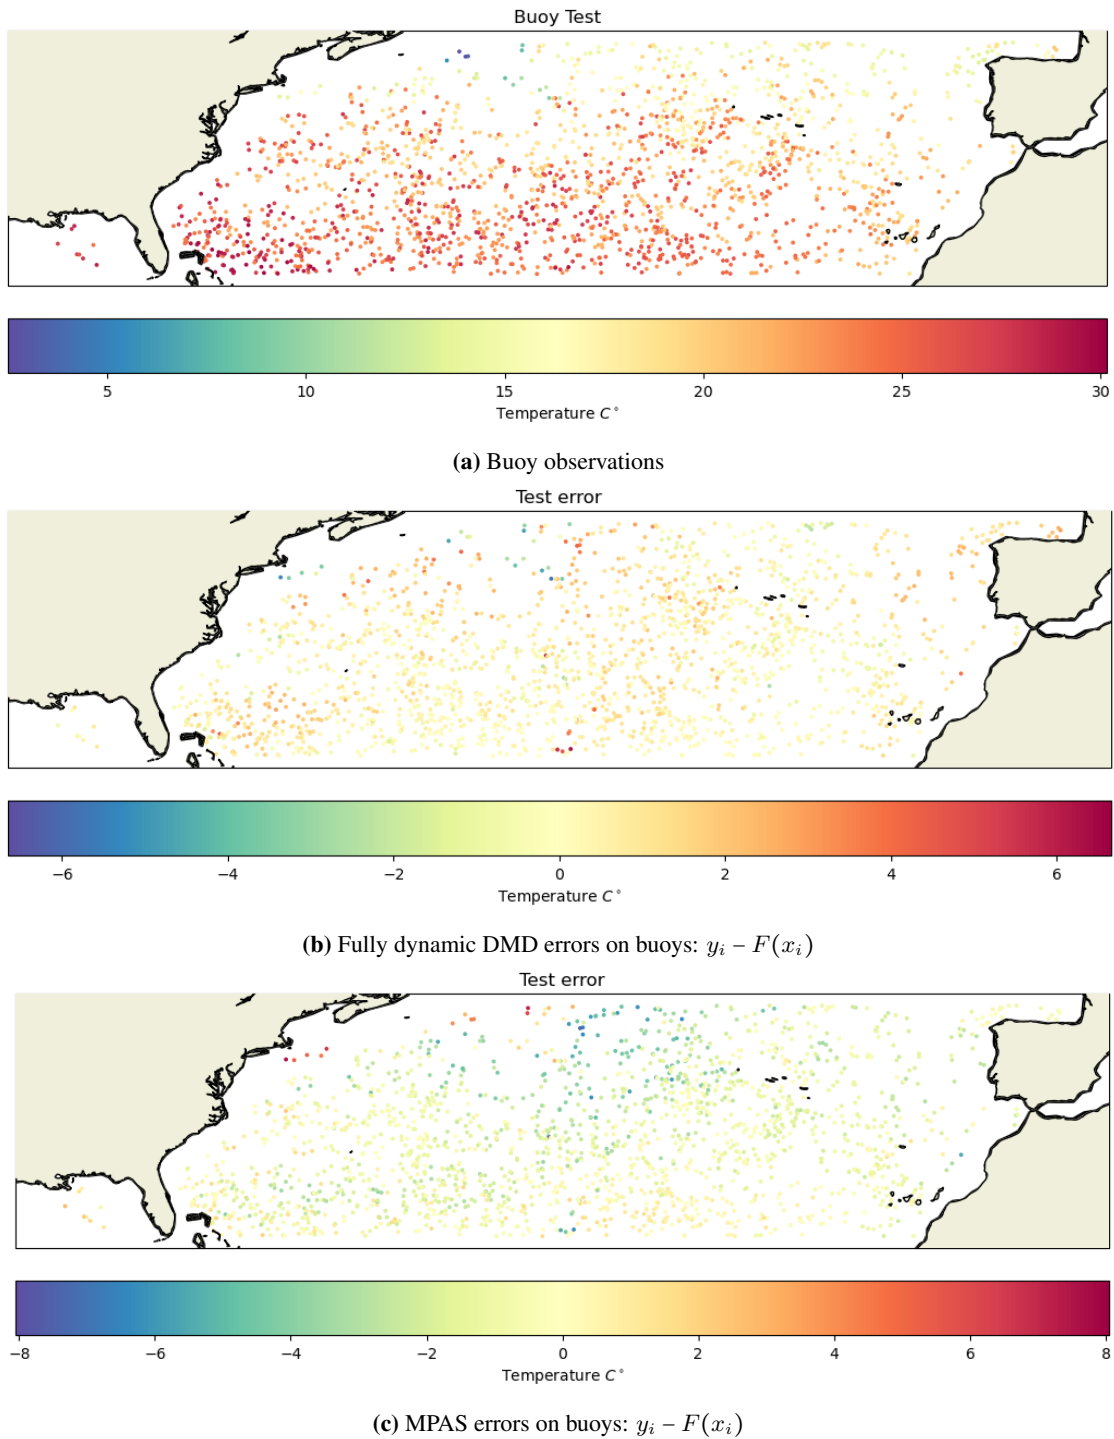 Buoy Test
5 10 15 20 25 30
Temperature C°
(a) Buoy observations
Test error
−6 −4 −2 0 2 4 6
Temperature C°
(b) Fully dynamic DMD errors on buoys: yᵢ − F(xᵢ)
Test error
−8 −6 −4 −2 0 2 4 6 8
Temperature C°
(c) MPAS errors on buoys: yᵢ − F(xᵢ)